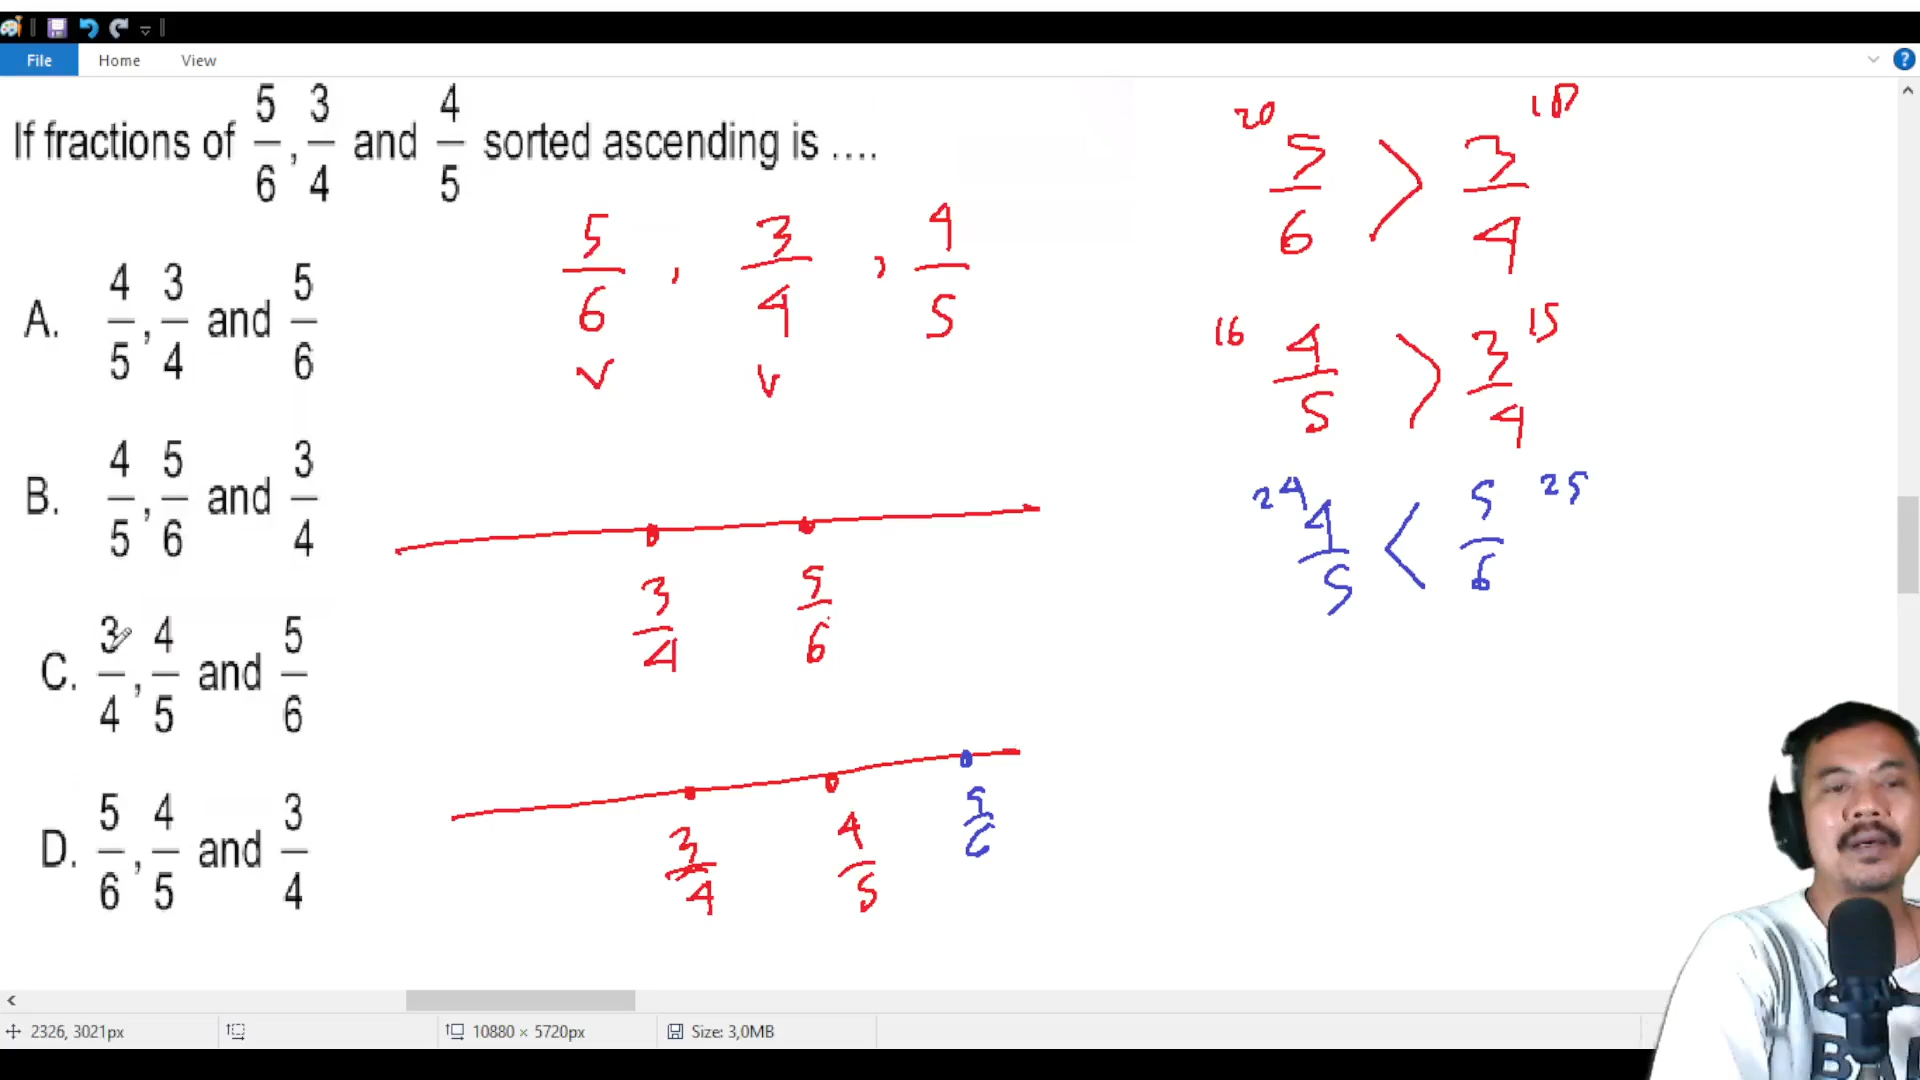 File Home View
If fractions of 5/6, 3/4 and 4/5 sorted ascending is ....
A. 4/5, 3/4 and 5/6
B. 4/5, 5/6 and 3/4
C. 3/4, 4/5 and 5/6
D. 5/6, 4/5 and 3/4
5/6, 3/4, 4/5
v v
3/4 5/6
3/4 4/5 5/6
20 5/6 > 3/4 18
16 4/5 > 3/4 15
24 4/5 < 5/6 25
2326, 3021px
10880 × 5720px
Size: 3,0MB